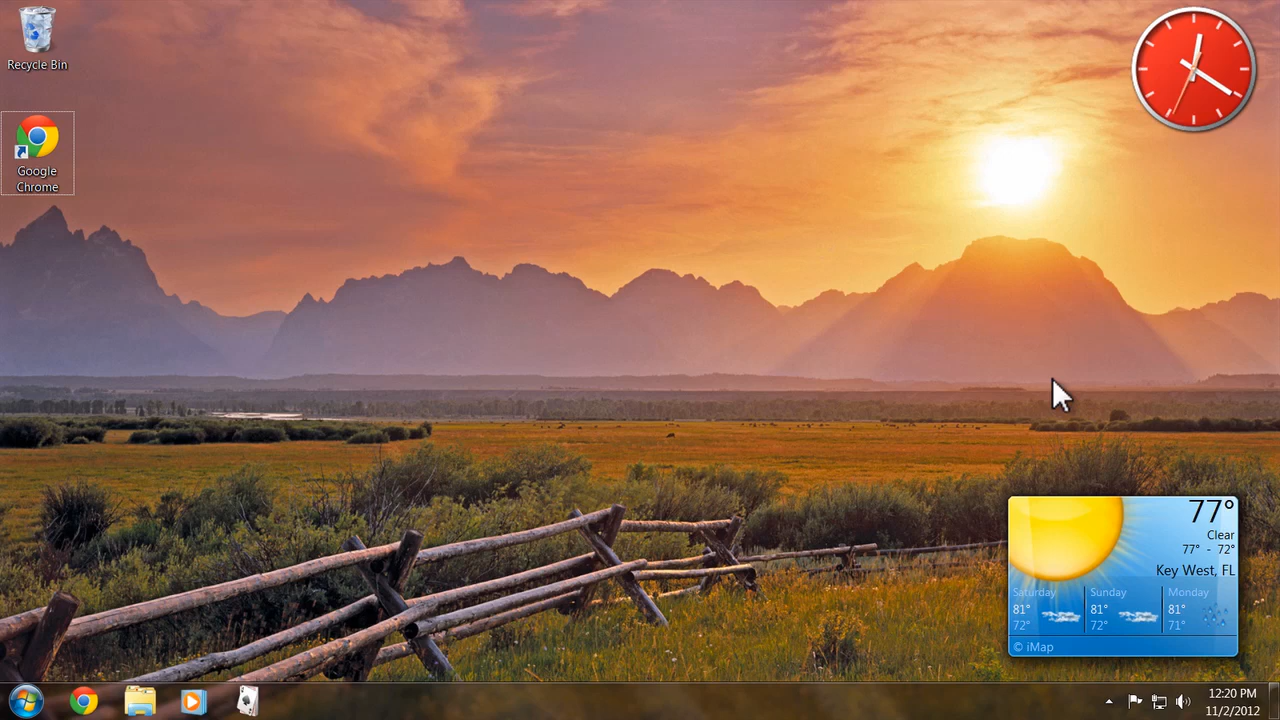 Recycle Bin
Google
Chrome
77°
Clear
77° - 72°
Key West, FL
Saturday Sunday Monday
81° 81° 81°
72° 72° 71°
© iMap
12:20 PM
11/2/2012